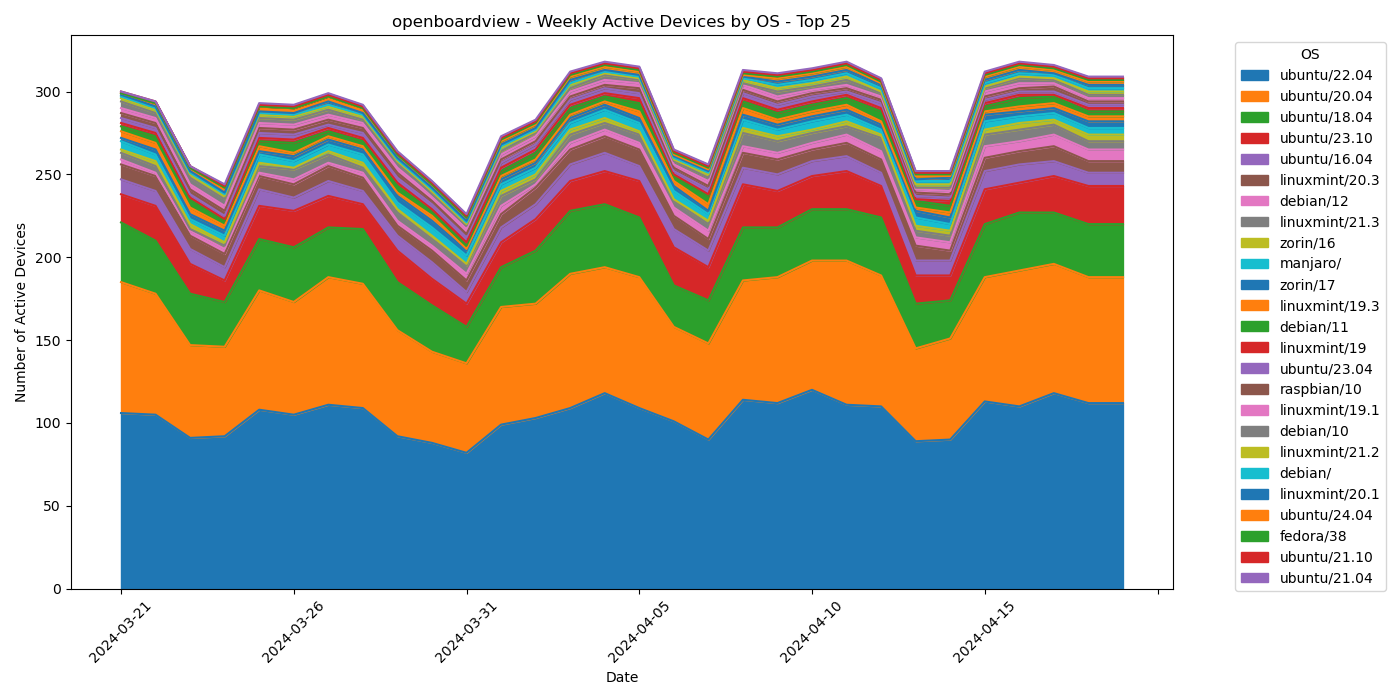 openboardview - Weekly Active Devices by OS - Top 25
Number of Active Devices
300
250
200
150
100
50
0
2024-03-21
2024-03-26
2024-03-31
2024-04-05
2024-04-10
2024-04-15
Date
OS
ubuntu/22.04
ubuntu/20.04
ubuntu/18.04
ubuntu/23.10
ubuntu/16.04
linuxmint/20.3
debian/12
linuxmint/21.3
zorin/16
manjaro/
zorin/17
linuxmint/19.3
debian/11
linuxmint/19
ubuntu/23.04
raspbian/10
linuxmint/19.1
debian/10
linuxmint/21.2
debian/
linuxmint/20.1
ubuntu/24.04
fedora/38
ubuntu/21.10
ubuntu/21.04